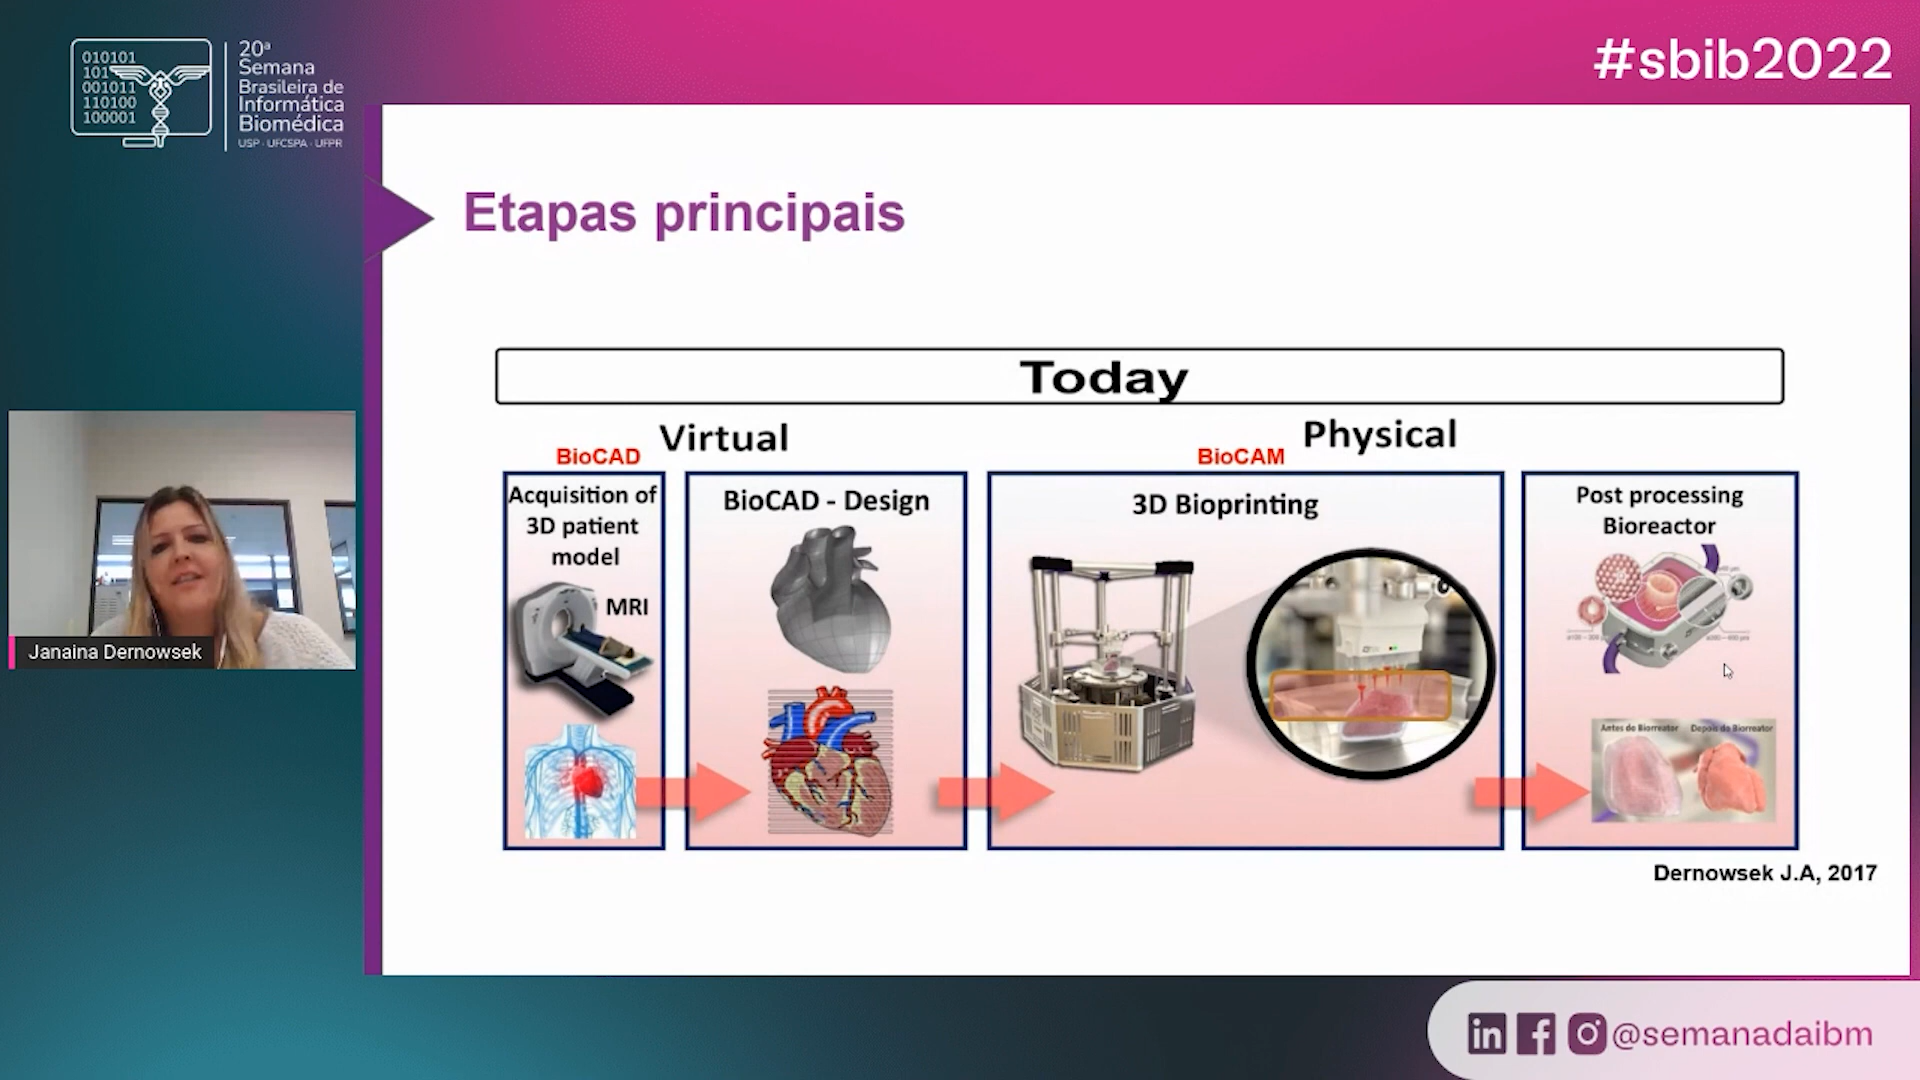 010101
101
001011
110100
100001
20ª
Semana
Brasileira de
Informática
Biomédica
USP · UFCSPA · UFPR
#sbib2022
Etapas principais
Today
Virtual
Physical
BioCAD
BioCAM
Acquisition of
3D patient
model
MRI
BioCAD - Design
3D Bioprinting
Post processing
Bioreactor
Antes do Biorreator
Depois do Biorreator
Dernowsek J.A, 2017
Janaina Dernowsek
in f @semanadaibm